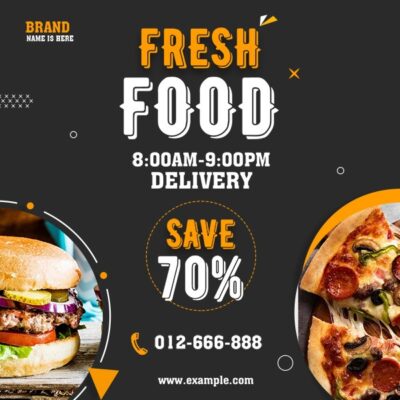 BRAND
NAME IS HERE
FRESH
FOOD
8:00AM-9:00PM
DELIVERY
SAVE
70%
012-666-888
www.example.com